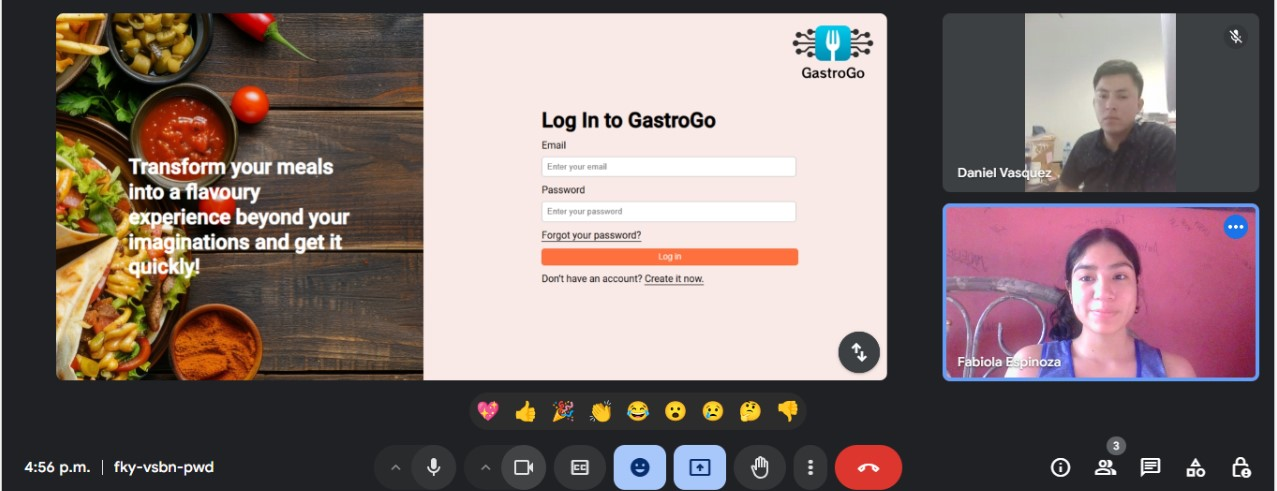 GastroGo
Transform your meals
into a flavoury
experience beyond your
imaginations and get it
quickly!
Log In to GastroGo
Email
Enter your email
Password
Enter your password
Forgot your password?
Log in
Don't have an account? Create it now.
Daniel Vasquez
Fabiola Espinoza
4:56 p.m. | fky-vsbn-pwd
CC
3